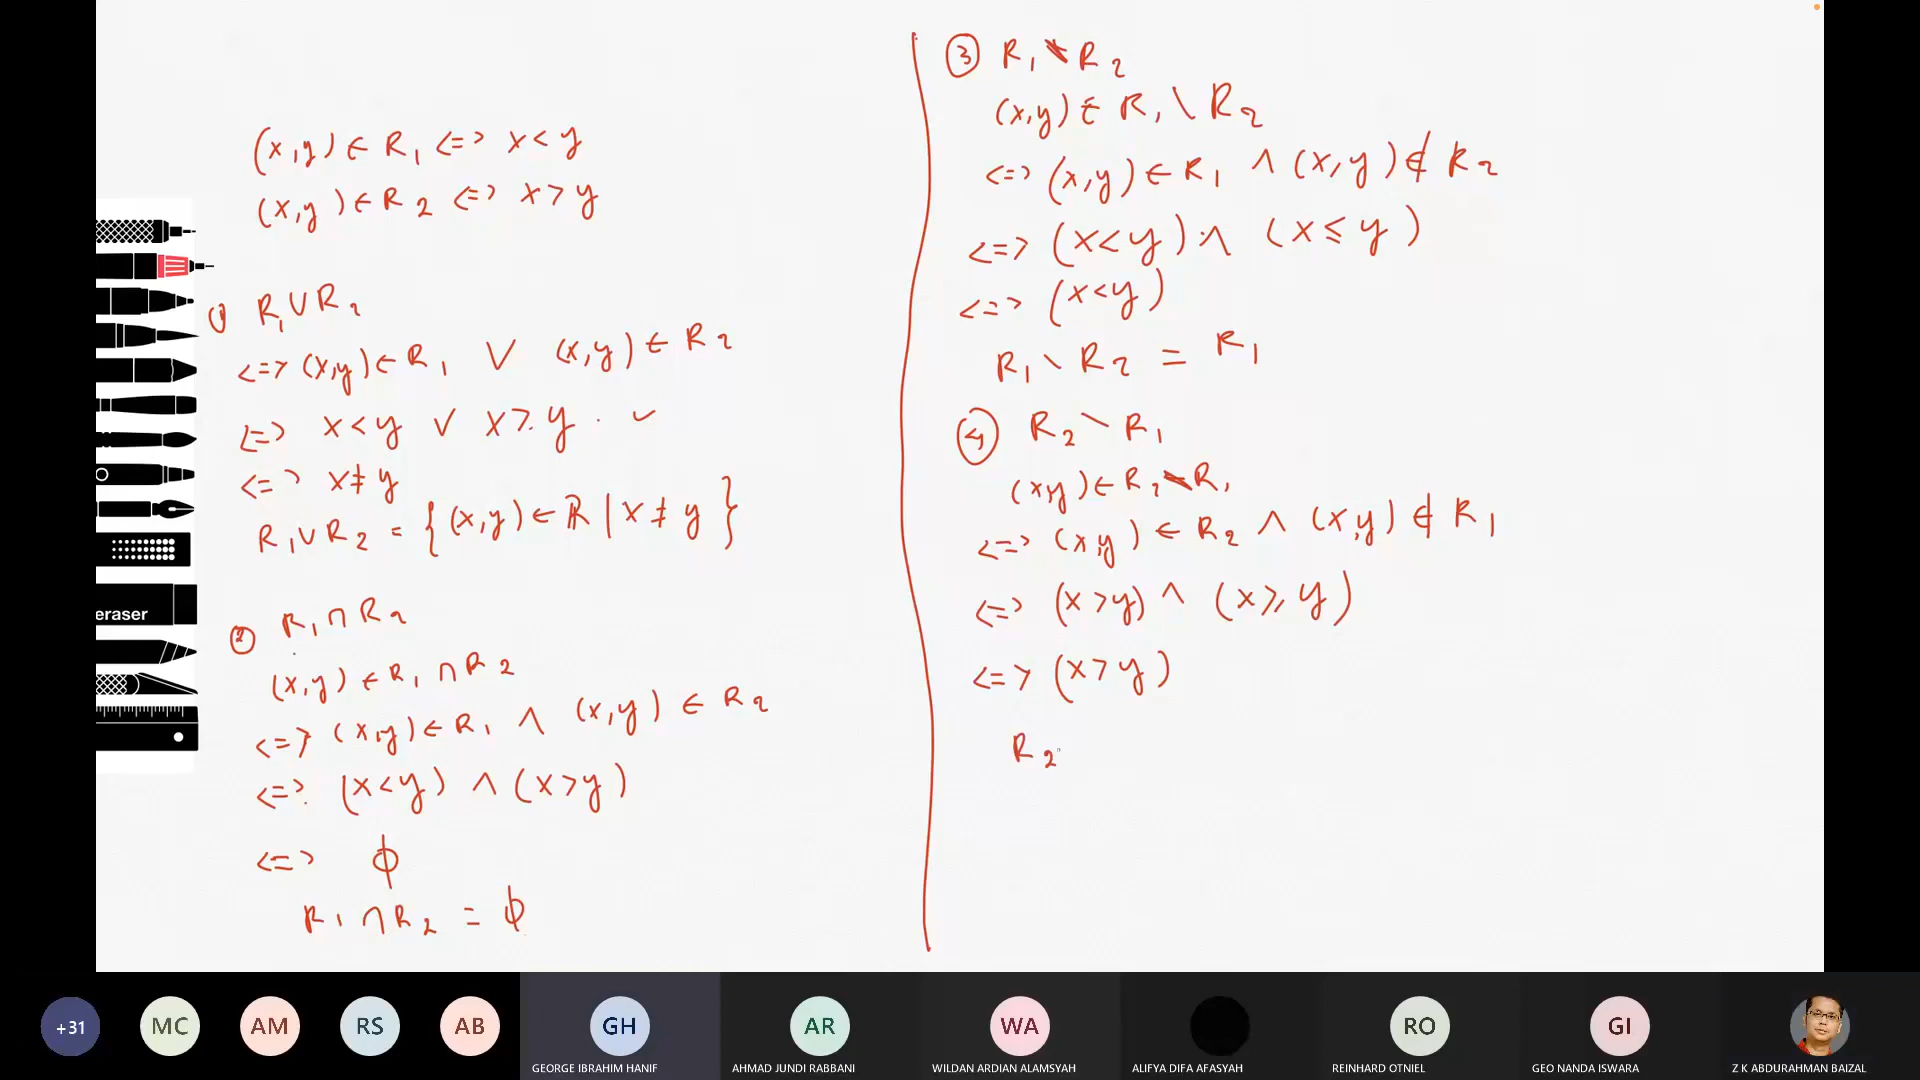 (x,y) ∈ R₁ <=> x < y
(x,y) ∈ R₂ <=> x > y
① R₁ ∪ R₂
<=> (x,y) ∈ R₁ ∨ (x,y) ∈ R₂
<=> x < y ∨ x > y . ✓
<=> x ≠ y
R₁ ∪ R₂ = { (x,y) ∈ ℝ | x ≠ y }
② R₁ ∩ R₂
(x,y) ∈ R₁ ∩ R₂
<=> (x,y) ∈ R₁ ∧ (x,y) ∈ R₂
<=> (x < y) ∧ (x > y)
<=> ϕ
R₁ ∩ R₂ = ϕ
③ R₁ \ R₂
(x,y) ∈ R₁ \ R₂
<=> (x,y) ∈ R₁ ∧ (x,y) ∉ R₂
<=> (x < y) ∧ (x ≤ y)
<=> (x < y)
R₁ \ R₂ = R₁
④ R₂ \ R₁
(x,y) ∈ R₂ \ R₁
<=> (x,y) ∈ R₂ ∧ (x,y) ∉ R₁
<=> (x > y) ∧ (x ≥ y)
<=> (x > y)
R₂
eraser
+31 MC AM RS AB GH AR WA RO GI
GEORGE IBRAHIM HANIF AHMAD JUNDI RABBANI WILDAN ARDIAN ALAMSYAH ALIFYA DIFA AFASYAH REINHARD OTNIEL GEO NANDA ISWARA Z K ABDURAHMAN BAIZAL